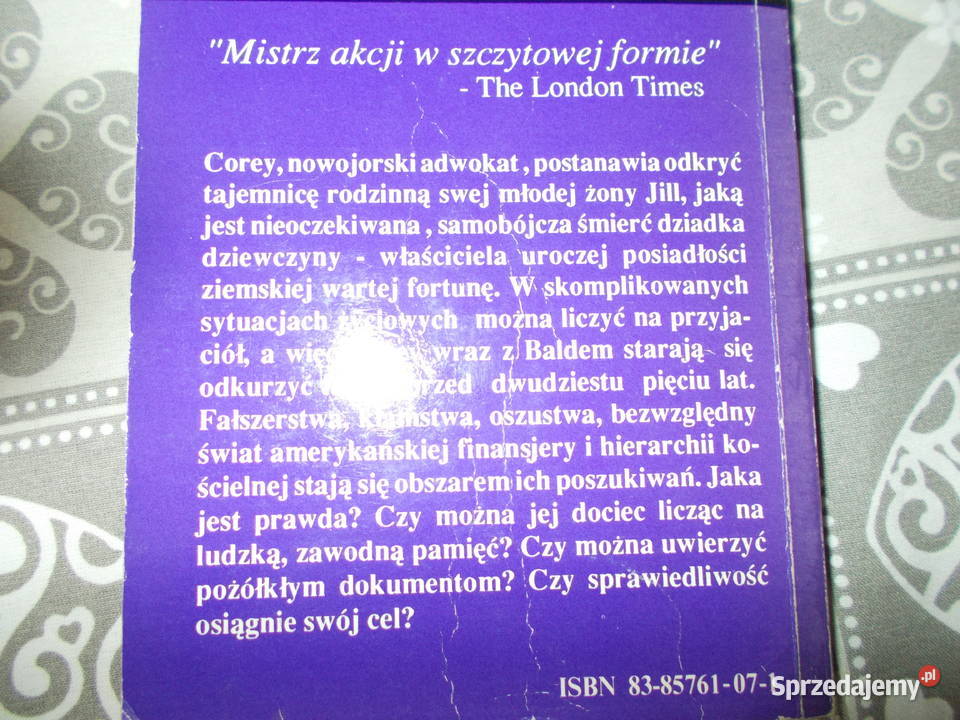 "Mistrz akcji w szczytowej formie"
- The London Times
Corey, nowojorski adwokat, postanawia odkryć
tajemnicę rodzinną swej młodej żony Jill, jaką
jest nieoczekiwana, samobójcza śmierć dziadka
dziewczyny - właściciela uroczej posiadłości
ziemskiej wartej fortunę. W skomplikowanych
sytuacjach życiowych można liczyć na przyja-
ciół, a więc wraz z Baldem starają się
odkurzyć przed dwudziestu pięciu lat.
Fałszerstwa, kłamstwa, oszustwa, bezwzględny
świat amerykańskiej finansjery i hierarchii ko-
ścielnej stają się obszarem ich poszukiwań. Jaka
jest prawda? Czy można jej dociec licząc na
ludzką, zawodną pamięć? Czy można uwierzyć
pożółkłym dokumentom? Czy sprawiedliwość
osiągnie swój cel?
ISBN 83-85761-07-1
Sprzedajemy.pl